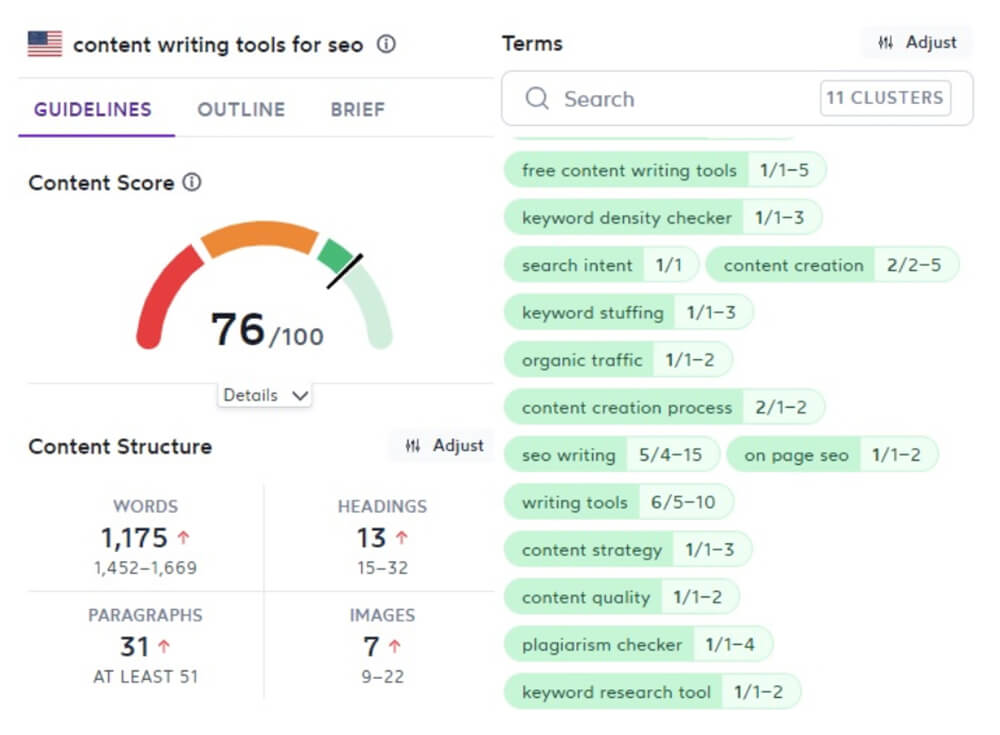 content writing tools for seo
GUIDELINES OUTLINE BRIEF
Content Score
76/100
Details
Content Structure
Adjust
WORDS
1,175
1,452–1,669
HEADINGS
13
15–32
PARAGRAPHS
31
AT LEAST 51
IMAGES
7
9–22
Terms
Adjust
Search
11 CLUSTERS
free content writing tools 1/1–5
keyword density checker 1/1–3
search intent 1/1 content creation 2/2–5
keyword stuffing 1/1–3
organic traffic 1/1–2
content creation process 2/1–2
seo writing 5/4–15 on page seo 1/1–2
writing tools 6/5–10
content strategy 1/1–3
content quality 1/1–2
plagiarism checker 1/1–4
keyword research tool 1/1–2